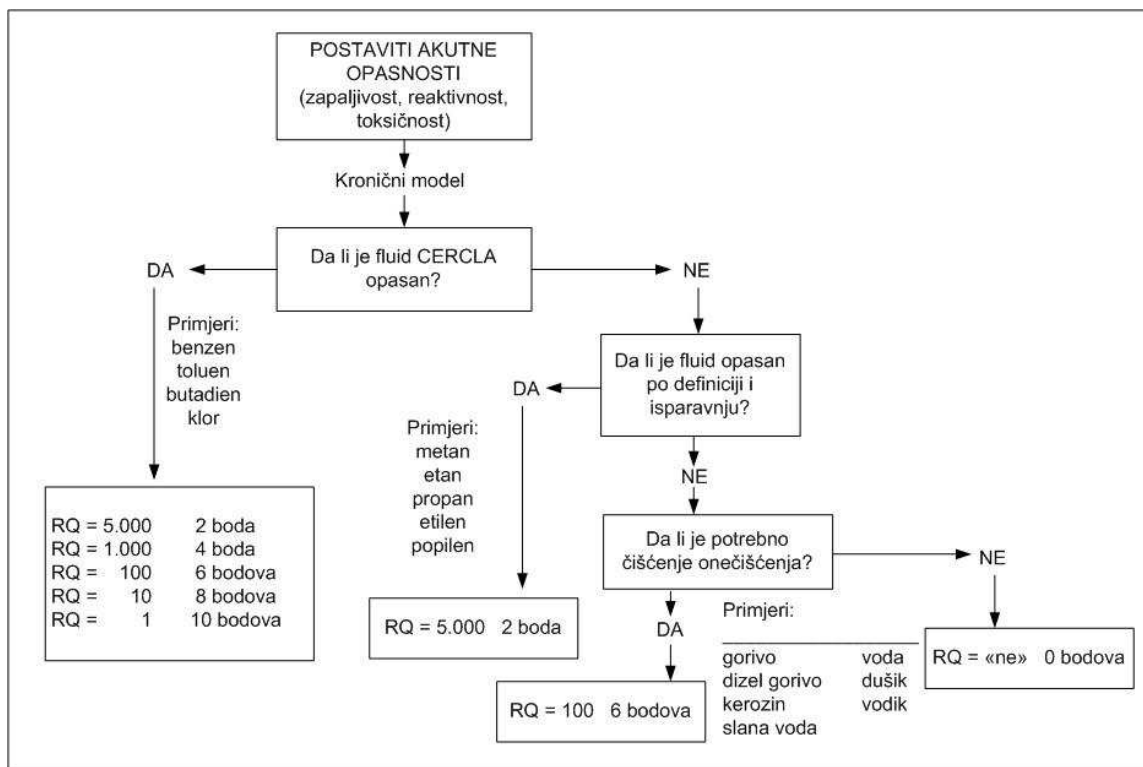 POSTAVITI AKUTNE
OPASNOSTI
(zapaljivost, reaktivnost,
toksičnost)
Kronični model
Da li je fluid CERCLA
opasan?
DA
NE
Primjeri:
benzen
toluen
butadien
klor
Da li je fluid opasan
po definiciji i
isparavnju?
DA
Primjeri:
metan
etan
propan
etilen
popilen
NE
RQ = 5.000 2 boda
RQ = 1.000 4 boda
RQ = 100 6 bodova
RQ = 10 8 bodova
RQ = 1 10 bodova
Da li je potrebno
čišćenje onečišćenja?
NE
RQ = 5.000 2 boda
DA
Primjeri:
gorivo voda
dizel gorivo dušik
kerozin vodik
slana voda
RQ = «ne» 0 bodova
RQ = 100 6 bodova